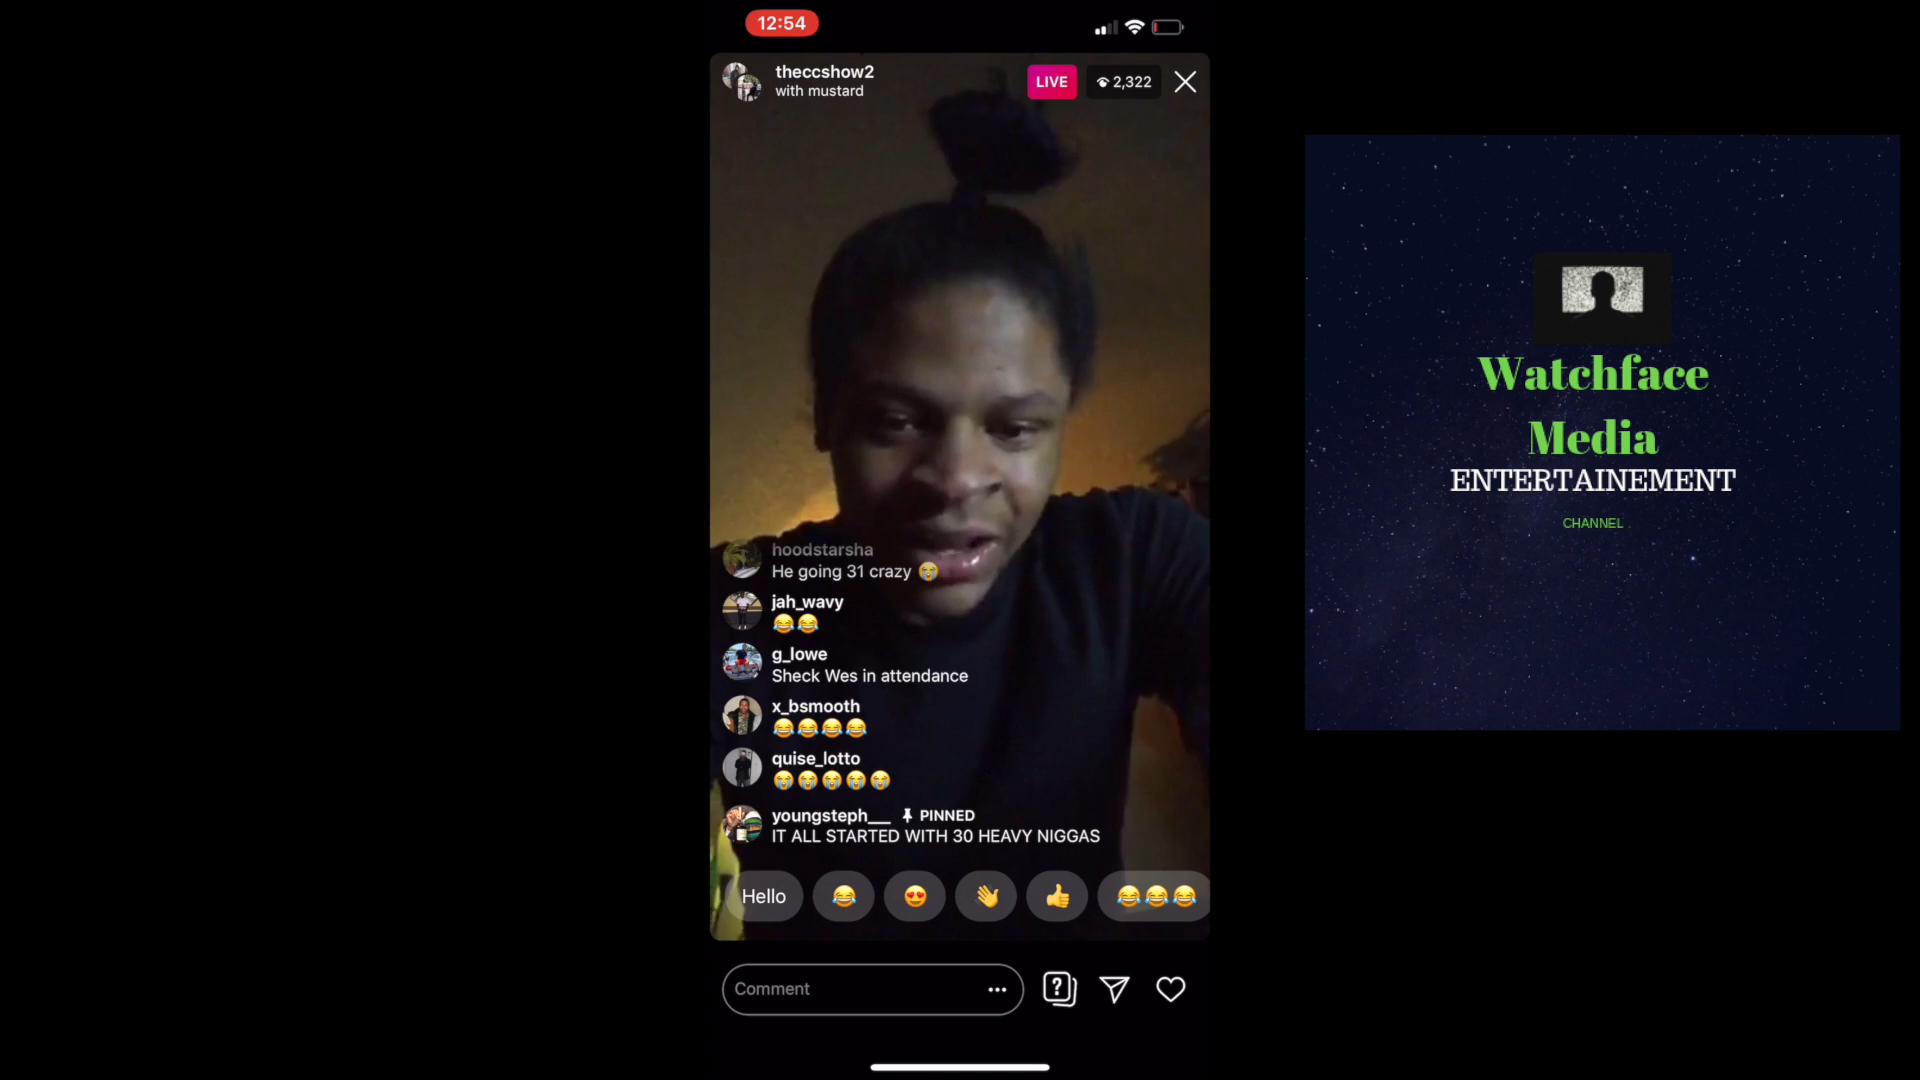 12:54
theccshow2
with mustard
LIVE
2,322
hoodstarsha
He going 31 crazy 😭
jah_wavy
😂😂
g_lowe
Sheck Wes in attendance
x_bsmooth
😂😂😂😂
quise_lotto
😭😭😭😭😭
youngsteph___ PINNED
IT ALL STARTED WITH 30 HEAVY NIGGAS
Hello 😂 😍 👋 👍 😂😂😂
Comment
Watchface
Media
ENTERTAINEMENT
CHANNEL